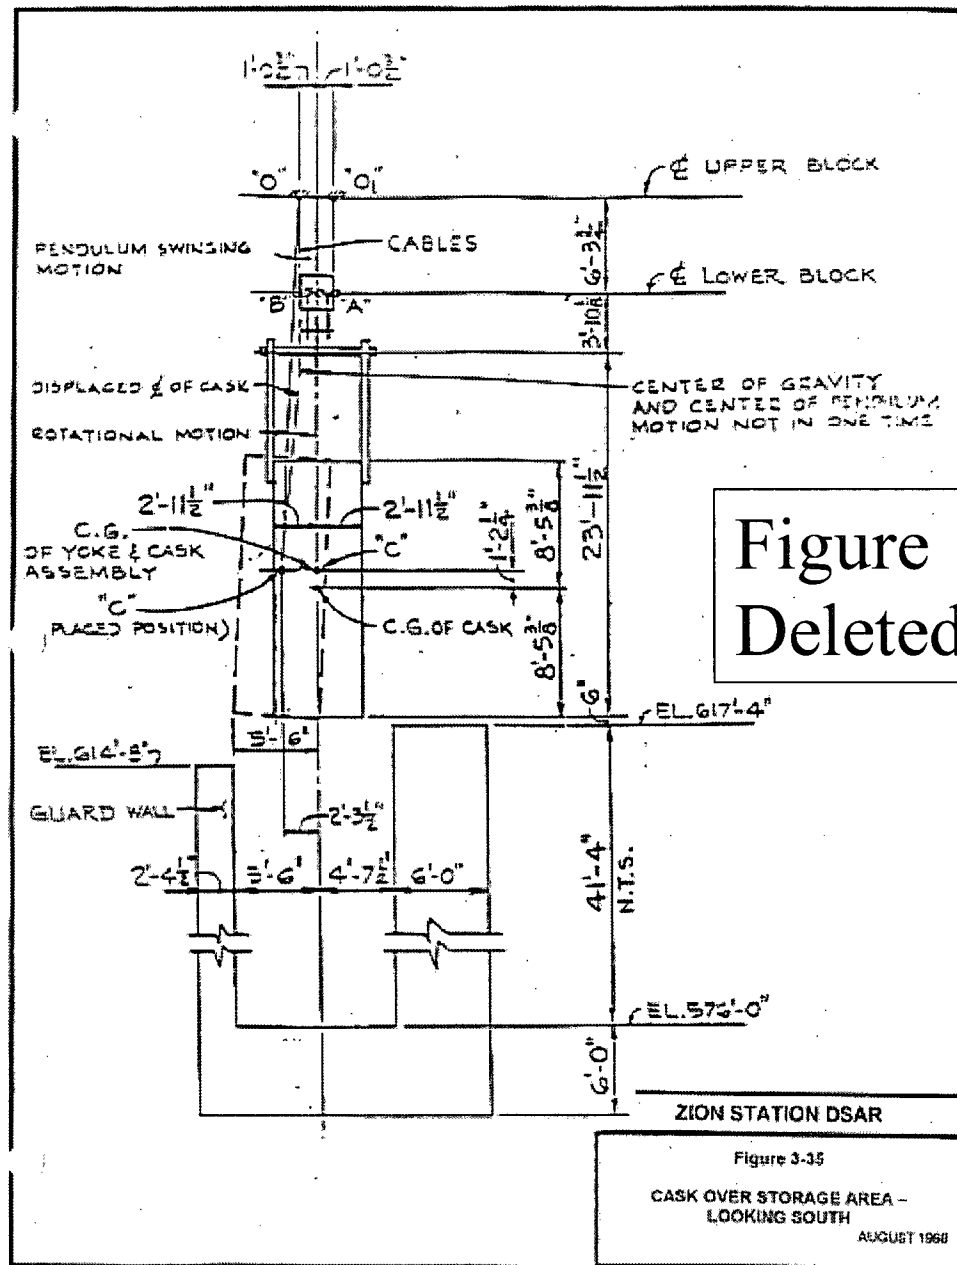 1'-0 3/4" 1'-0 3/4"
"O" "O1"
℄ UPPER BLOCK
PENDULUM SWINGING
MOTION
CABLES
6'-3 3/4"
℄ LOWER BLOCK
"B" "A"
3'-10 1/8"
DISPLACED ℄ OF CASK
CENTER OF GRAVITY
AND CENTER OF PENDULUM
MOTION NOT IN ONE TIME
ROTATIONAL MOTION
2'-11 1/2" 2'-11 1/2"
1'-2 1/4"
8'-5 3/8"
23'-11 1/2"
C.G.
OF YOKE & CASK
ASSEMBLY
"C"
"C"
PLACED POSITION)
C.G. OF CASK
8'-5 3/8"
Figure
Deleted
6"
EL. 617'-4"
5'-6"
EL. 614'-
GUARD WALL
2'-3 1/2"
2'-4 1/2" 5'-6" 4'-7 1/2" 6'-0"
41'-4"
N.T.S.
EL. 576'-0"
6'-0"
ZION STATION DSAR
Figure 3-35
CASK OVER STORAGE AREA –
LOOKING SOUTH
AUGUST 1998